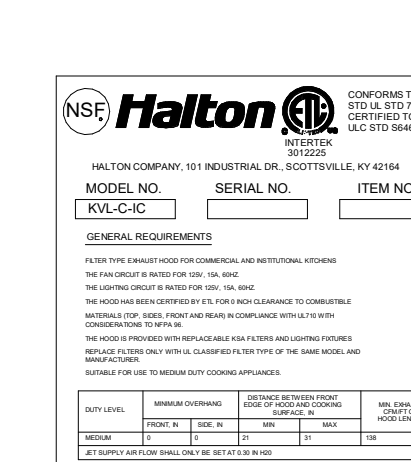 NSF Halton ETL
CONFORMS T
STD UL STD 7
CERTIFIED TO
ULC STD S646
INTERTEK
3012225
HALTON COMPANY, 101 INDUSTRIAL DR., SCOTTSVILLE, KY 42164
MODEL NO. SERIAL NO. ITEM NO
KVL-C-IC
GENERAL REQUIREMENTS
FILTER TYPE EXHAUST HOOD FOR COMMERCIAL AND INSTITUTIONAL KITCHENS
THE FAN CIRCUIT IS RATED FOR 125V, 15A, 60HZ.
THE LIGHTING CIRCUIT IS RATED FOR 125V, 15A, 60HZ.
THE HOOD HAS BEEN CERTIFIED BY ETL FOR 0 INCH CLEARANCE TO COMBUSTIBLE
MATERIALS (TOP, SIDES, FRONT AND REAR) IN COMPLIANCE WITH UL710 WITH
CONSIDERATIONS TO NFPA 96.
THE HOOD IS PROVIDED WITH REPLACEABLE KSA FILTERS AND LIGHTING FIXTURES
REPLACE FILTERS ONLY WITH UL CLASSIFIED FILTER TYPE OF THE SAME MODEL AND
MANUFACTURER.
SUITABLE FOR USE TO MEDIUM DUTY COOKING APPLIANCES.
DUTY LEVEL MINIMUM OVERHANG DISTANCE BETWEEN FRONT
EDGE OF HOOD AND COOKING
SURFACE, IN MIN. EXHA
CFM/FT O
HOOD LEN
FRONT, IN SIDE, IN MIN MAX
MEDIUM 0 0 21 31 138
JET SUPPLY AIR FLOW SHALL ONLY BE SET AT 0.30 IN H20